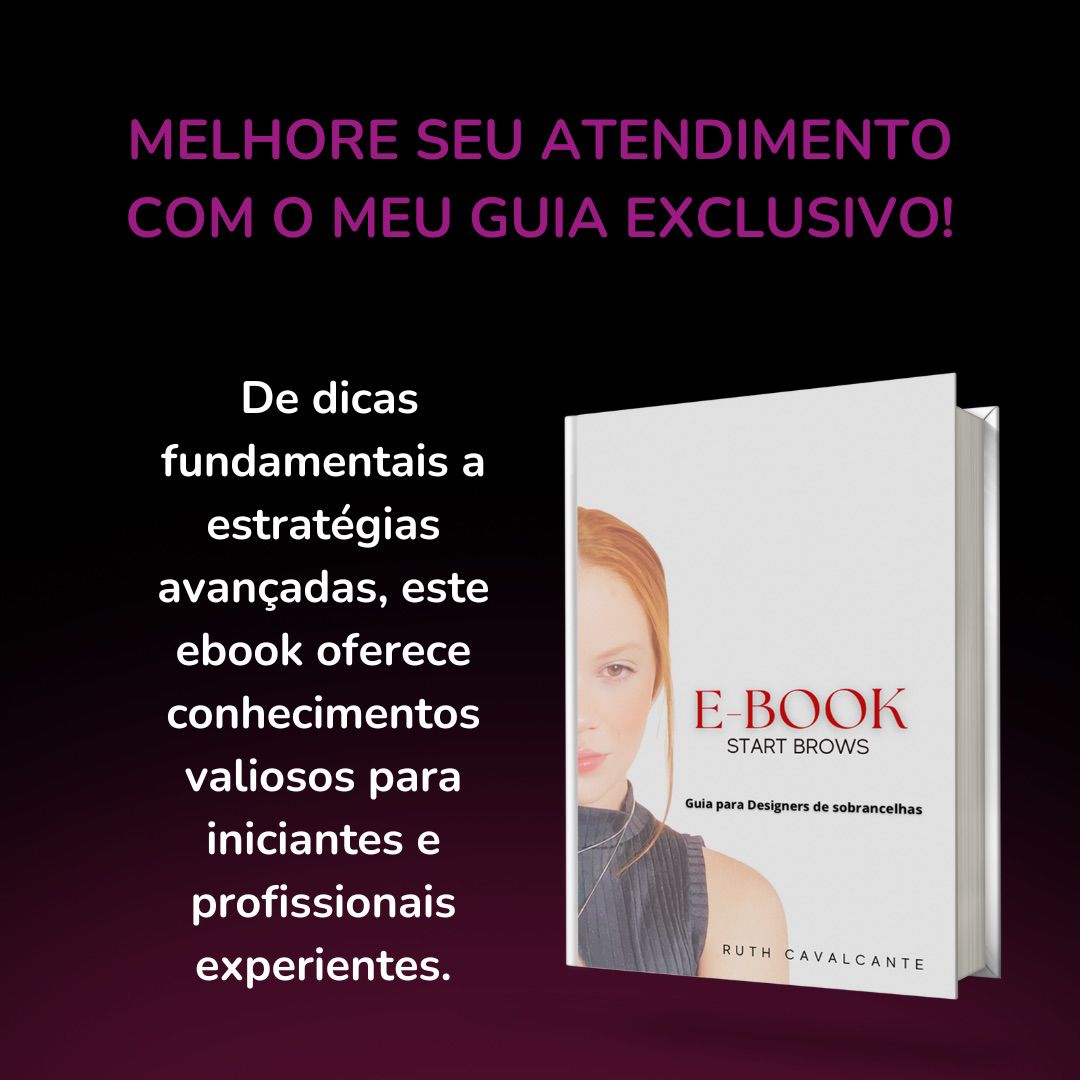 MELHORE SEU ATENDIMENTO
COM O MEU GUIA EXCLUSIVO!
De dicas
fundamentais a
estratégias
avançadas, este
ebook oferece
conhecimentos
valiosos para
iniciantes e
profissionais
experientes.
E-BOOK
START BROWS
Guia para Designers de sobrancelhas
RUTH CAVALCANTE